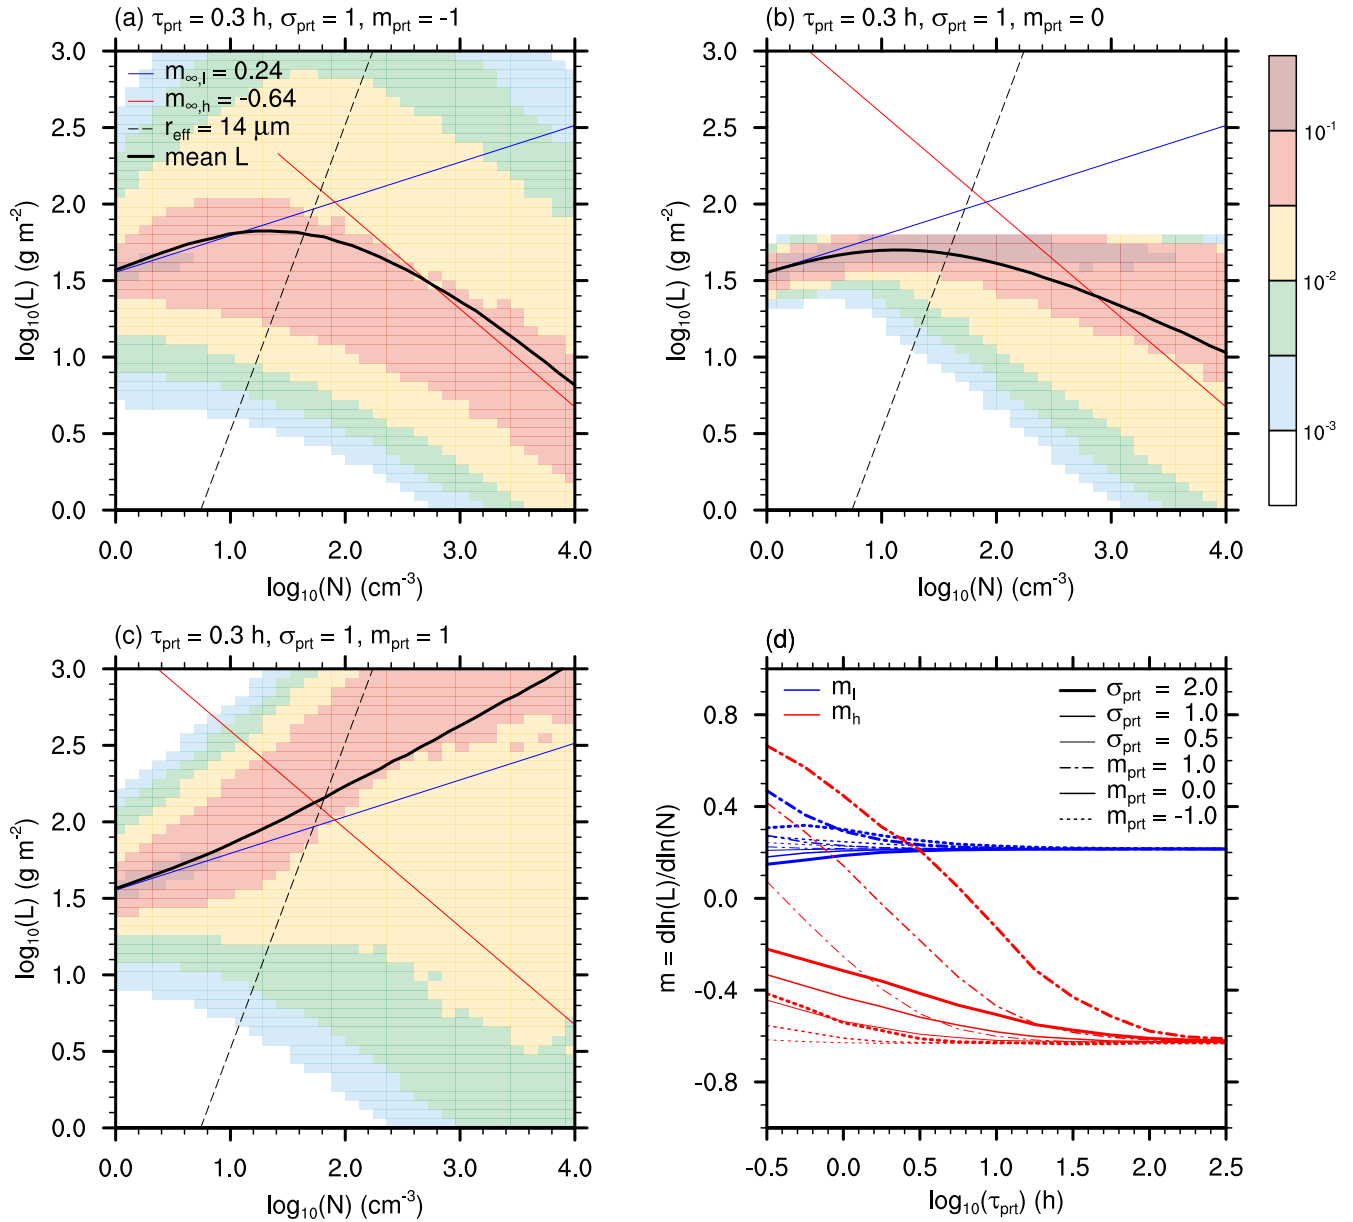 (a) τprt = 0.3 h, σprt = 1, mprt = -1
3.0
2.5
2.0
1.5
1.0
0.5
0.0
log10(L) (g m-2)
m∞,l = 0.24
m∞,h = -0.64
reff = 14 μm
mean L
0.0 1.0 2.0 3.0 4.0
log10(N) (cm-3)
(b) τprt = 0.3 h, σprt = 1, mprt = 0
3.0
2.5
2.0
1.5
1.0
0.5
0.0
log10(L) (g m-2)
0.0 1.0 2.0 3.0 4.0
log10(N) (cm-3)
10-1
10-2
10-3
(c) τprt = 0.3 h, σprt = 1, mprt = 1
3.0
2.5
2.0
1.5
1.0
0.5
0.0
log10(L) (g m-2)
0.0 1.0 2.0 3.0 4.0
log10(N) (cm-3)
(d)
0.8
0.4
0.0
-0.4
-0.8
m = dln(L)/dln(N)
ml
mh
σprt = 2.0
σprt = 1.0
σprt = 0.5
mprt = 1.0
mprt = 0.0
mprt = -1.0
-0.5 0.0 0.5 1.0 1.5 2.0 2.5
log10(τprt) (h)